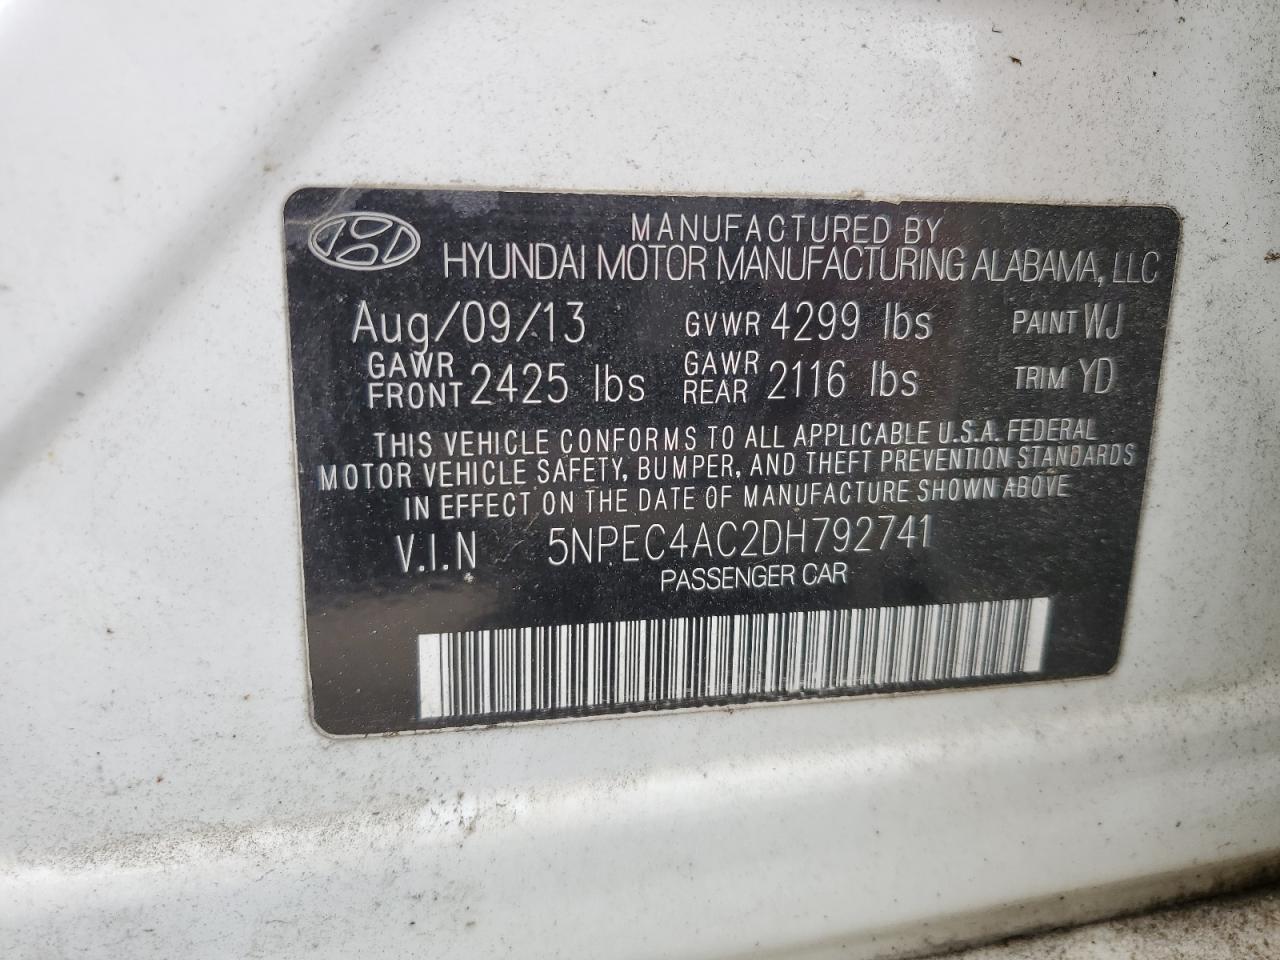 MANUFACTURED BY
HYUNDAI MOTOR MANUFACTURING ALABAMA, LLC
Aug/09/13 GVWR 4299 lbs PAINT WJ
GAWR FRONT 2425 lbs GAWR REAR 2116 lbs TRIM YD
THIS VEHICLE CONFORMS TO ALL APPLICABLE U.S.A. FEDERAL
MOTOR VEHICLE SAFETY, BUMPER, AND THEFT PREVENTION STANDARDS
IN EFFECT ON THE DATE OF MANUFACTURE SHOWN ABOVE
V.I.N 5NPEC4AC2DH792741
PASSENGER CAR